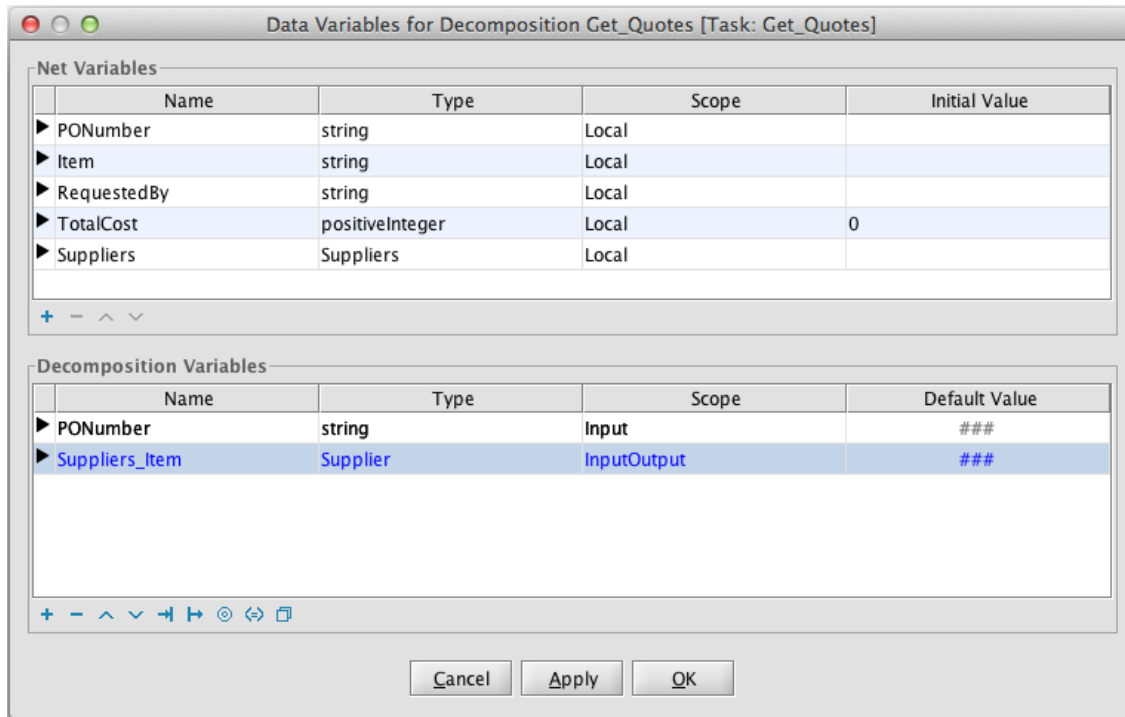 Data Variables for Decomposition Get_Quotes [Task: Get_Quotes]
Net Variables
Name Type Scope Initial Value
PONumber string Local
Item string Local
RequestedBy string Local
TotalCost positiveInteger Local 0
Suppliers Suppliers Local
Decomposition Variables
Name Type Scope Default Value
PONumber string Input ###
Suppliers_Item Supplier InputOutput ###
Cancel Apply OK